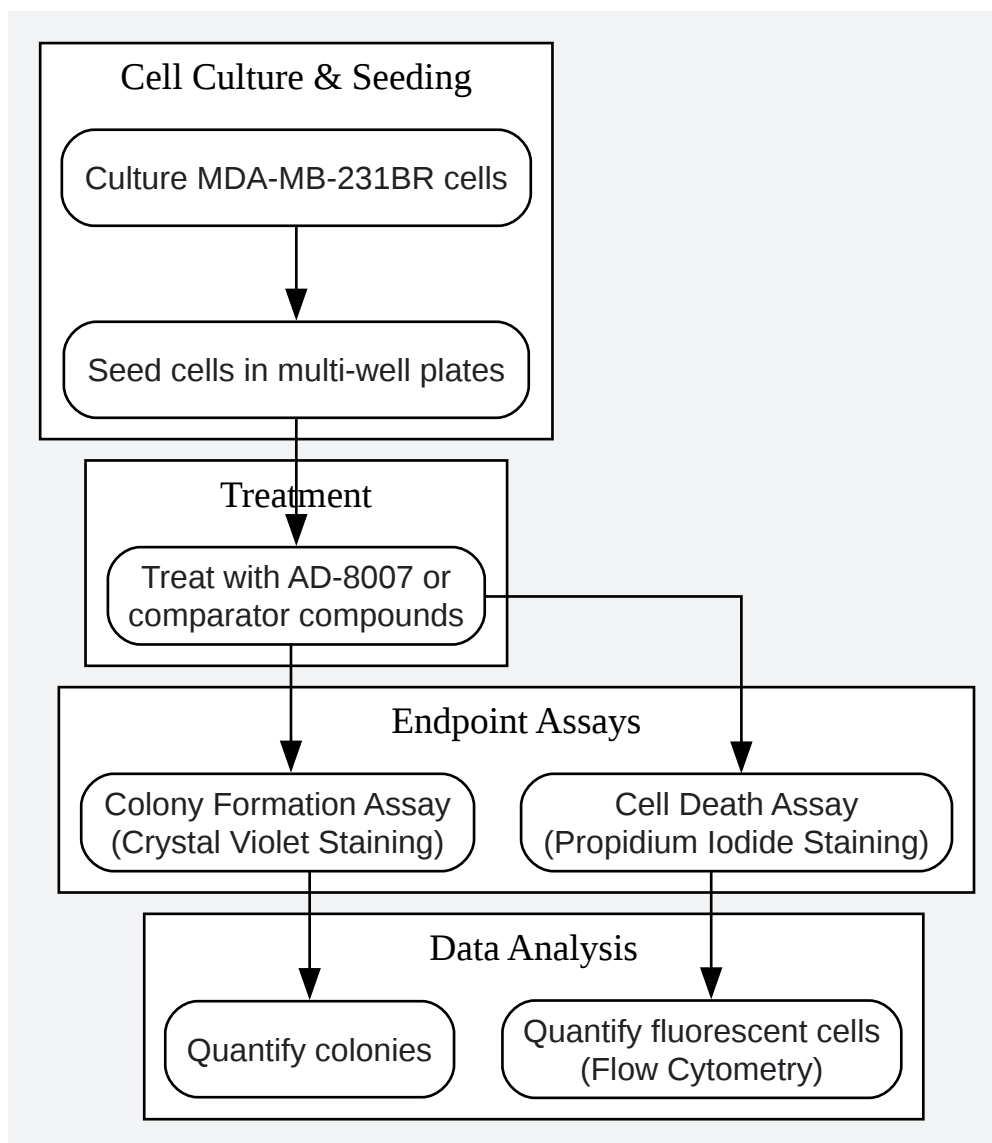 Cell Culture & Seeding
Culture MDA-MB-231BR cells
Seed cells in multi-well plates
Treatment
Treat with AD-8007 or
comparator compounds
Endpoint Assays
Colony Formation Assay
(Crystal Violet Staining)
Cell Death Assay
(Propidium Iodide Staining)
Data Analysis
Quantify colonies
Quantify fluorescent cells
(Flow Cytometry)